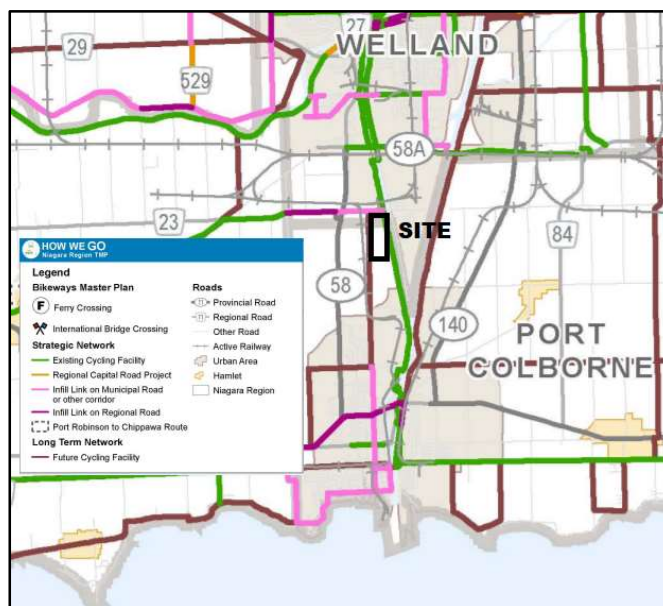 27
29
WELLAND
529
58A
23
SITE
84
58
140
PORT
COLBORNE
HOW WE GO
Niagara Region TMP
Legend
Bikeways Master Plan
F Ferry Crossing
International Bridge Crossing
Strategic Network
Existing Cycling Facility
Regional Capital Road Project
Infill Link on Municipal Road
or other corridor
Infill Link on Regional Road
Port Robinson to Chippawa Route
Long Term Network
Future Cycling Facility
Roads
Provincial Road
Regional Road
Other Road
Active Railway
Urban Area
Hamlet
Niagara Region